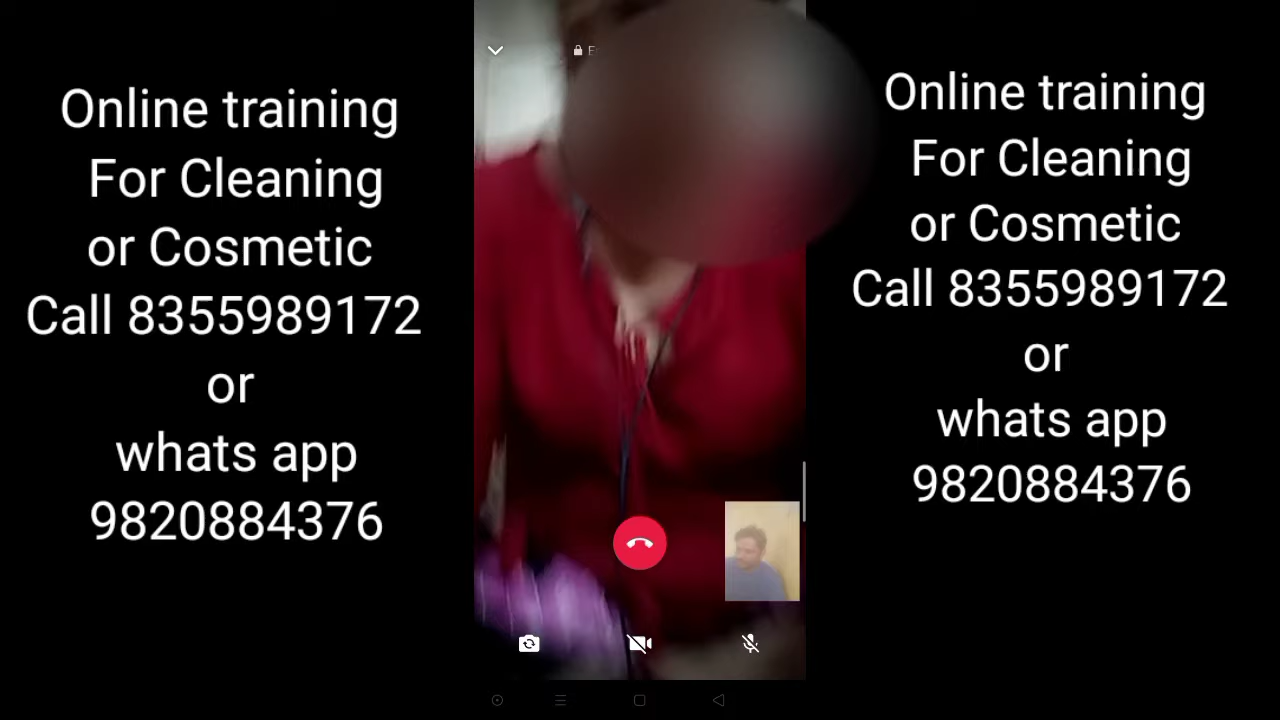 Online training
For Cleaning
or Cosmetic
Call 8355989172
or
whats app
9820884376
Online training
For Cleaning
or Cosmetic
Call 8355989172
or
whats app
9820884376